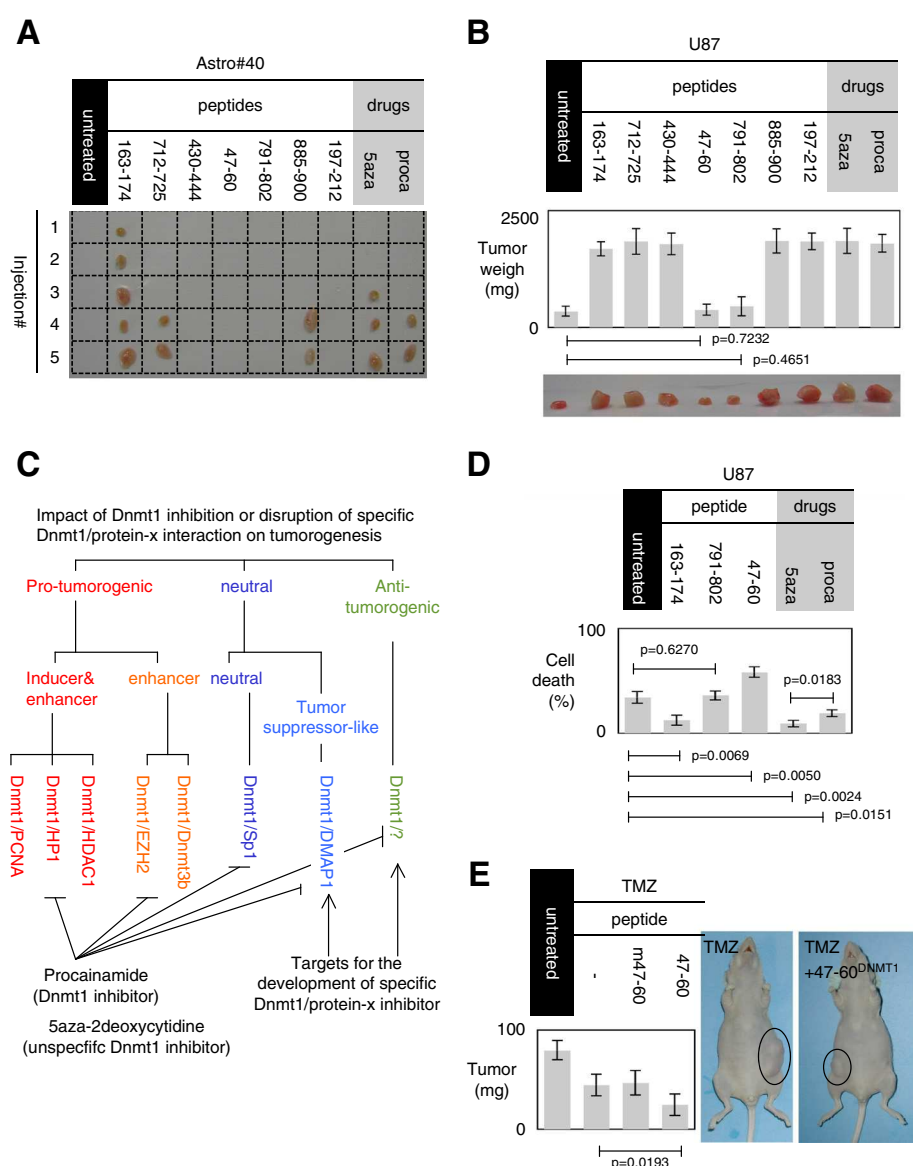 A
Astro#40
untreated
peptides
drugs
163-174
712-725
430-444
47-60
791-802
885-900
197-212
5aza
proca
Injection#
1
2
3
4
5
B
U87
untreated
peptides
drugs
163-174
712-725
430-444
47-60
791-802
885-900
197-212
5aza
proca
2500
Tumor
weigh
(mg)
0
p=0.7232
p=0.4651
C
Impact of Dnmt1 inhibition or disruption of specific
Dnmt1/protein-x interaction on tumorogenesis
Pro-tumorogenic
neutral
Anti-
tumorogenic
Inducer&
enhancer
enhancer
neutral
Tumor
suppressor-like
Dnmt1/PCNA
Dnmt1/HP1
Dnmt1/HDAC1
Dnmt1/EZH2
Dnmt1/Dnmt3b
Dnmt1/Sp1
Dnmt1/DMAP1
Dnmt1/?
Procainamide
(Dnmt1 inhibitor)
5aza-2deoxycytidine
(unspecififc Dnmt1 inhibitor)
Targets for the
development of specific
Dnmt1/protein-x inhibitor
D
U87
untreated
peptide
drugs
163-174
791-802
47-60
5aza
proca
100
Cell
death
(%)
0
p=0.6270
p=0.0183
p=0.0069
p=0.0050
p=0.0024
p=0.0151
E
untreated
TMZ
peptide
-
m47-60
47-60
100
Tumor
(mg)
0
p=0.0193
TMZ
TMZ
+47-60DNMT1